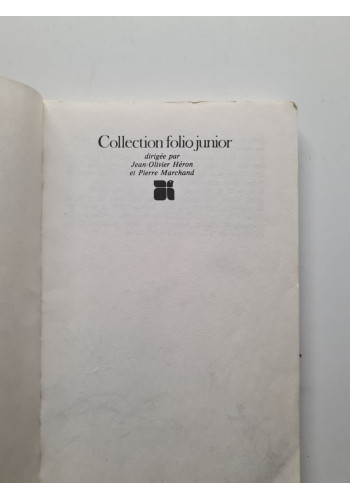 Collection folio junior
dirigée par
Jean-Olivier Héron
et Pierre Marchand